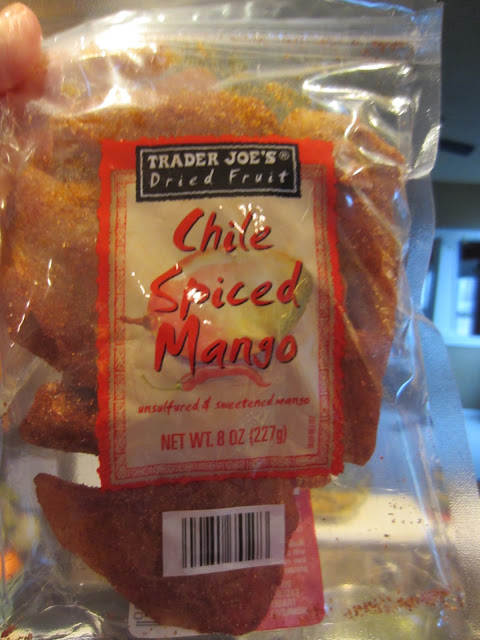 TRADER JOE'S®
Dried Fruit
Chile
Spiced
Mango
unsulfured & sweetened mango
NET WT. 8 OZ (227g)